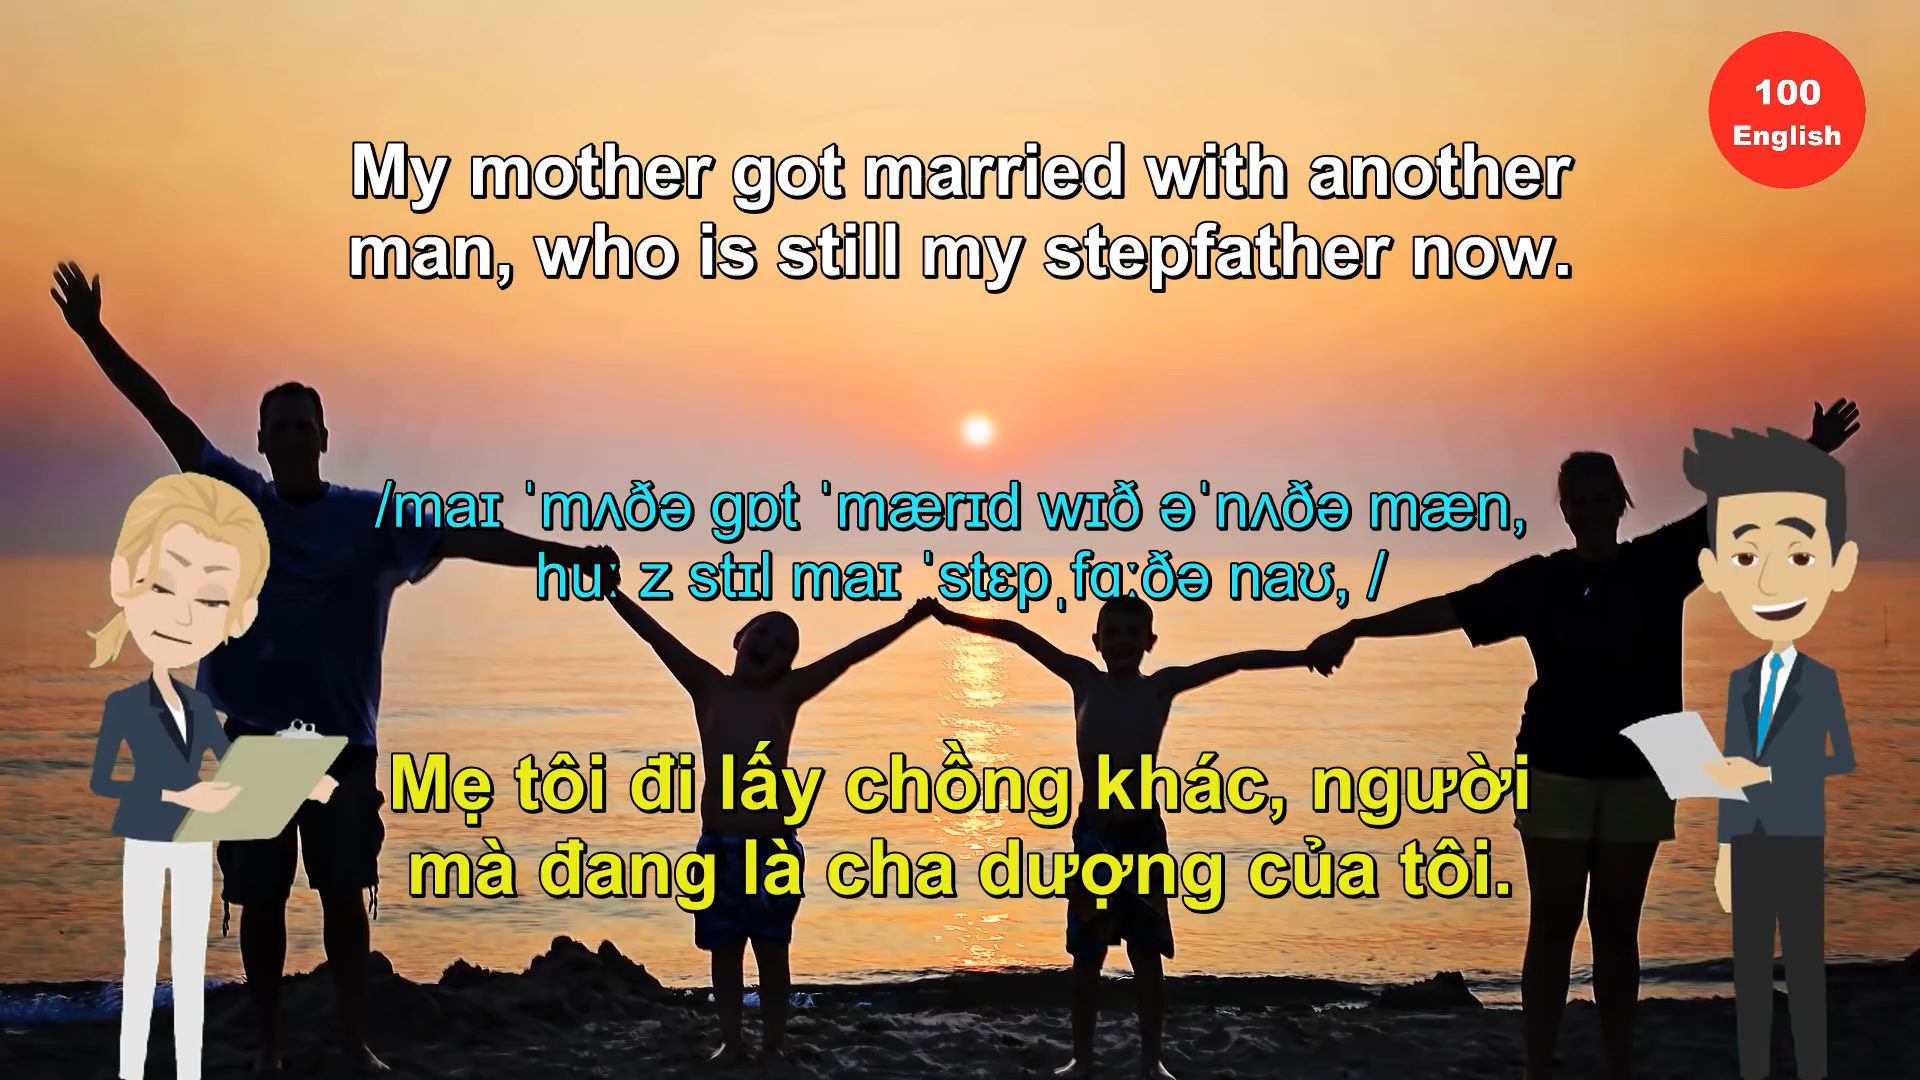 100
English
My mother got married with another
man, who is still my stepfather now.
/maɪ ˈmʌðə gɒt ˈmærɪd wɪð əˈnʌðə mæn,
huː z stɪl maɪ ˈstɛpˌfɑːðə naʊ, /
Mẹ tôi đi lấy chồng khác, người
mà đang là cha dượng của tôi.